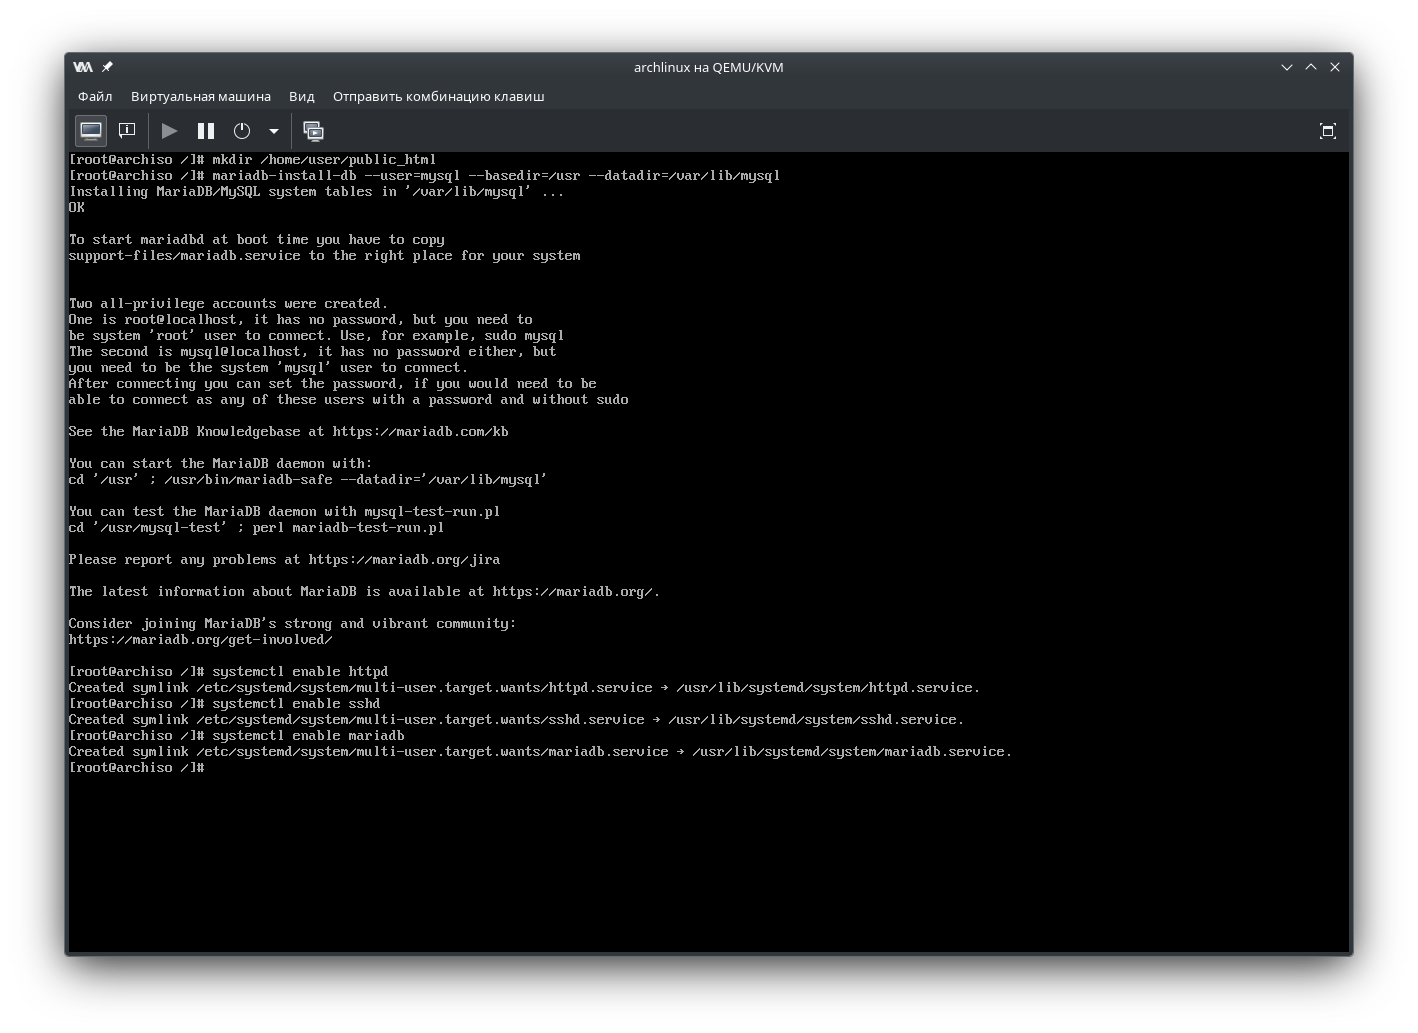 archlinux на QEMU/KVM
Файл Виртуальная машина Вид Отправить комбинацию клавиш
[root@archiso /]# mkdir /home/user/public_html
[root@archiso /]# mariadb-install-db --user=mysql --basedir=/usr --datadir=/var/lib/mysql
Installing MariaDB/MySQL system tables in '/var/lib/mysql' ...
OK
To start mariadbd at boot time you have to copy
support-files/mariadb.service to the right place for your system
Two all-privilege accounts were created.
One is root@localhost, it has no password, but you need to
be system 'root' user to connect. Use, for example, sudo mysql
The second is mysql@localhost, it has no password either, but
you need to be the system 'mysql' user to connect.
After connecting you can set the password, if you would need to be
able to connect as any of these users with a password and without sudo
See the MariaDB Knowledgebase at https://mariadb.com/kb
You can start the MariaDB daemon with:
cd '/usr' ; /usr/bin/mariadb-safe --datadir='/var/lib/mysql'
You can test the MariaDB daemon with mysql-test-run.pl
cd '/usr/mysql-test' ; perl mariadb-test-run.pl
Please report any problems at https://mariadb.org/jira
The latest information about MariaDB is available at https://mariadb.org/.
Consider joining MariaDB's strong and vibrant community:
https://mariadb.org/get-involved/
[root@archiso /]# systemctl enable httpd
Created symlink /etc/systemd/system/multi-user.target.wants/httpd.service → /usr/lib/systemd/system/httpd.service.
[root@archiso /]# systemctl enable sshd
Created symlink /etc/systemd/system/multi-user.target.wants/sshd.service → /usr/lib/systemd/system/sshd.service.
[root@archiso /]# systemctl enable mariadb
Created symlink /etc/systemd/system/multi-user.target.wants/mariadb.service → /usr/lib/systemd/system/mariadb.service.
[root@archiso /]#